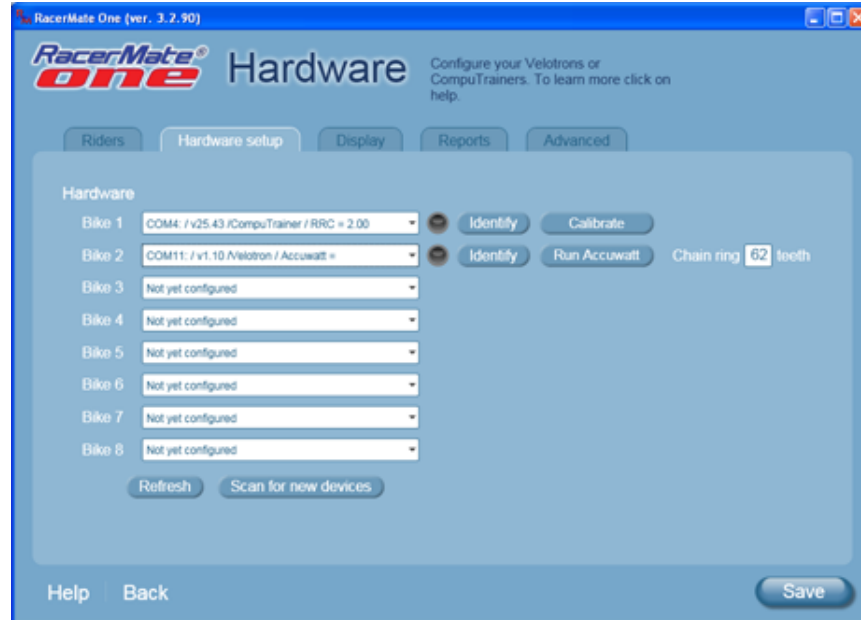 RacerMate One (ver. 3.2.90)
RacerMate®
one
Hardware
Configure your Velotrons or
CompuTrainers. To learn more click on
help.
Riders
Hardware setup
Display
Reports
Advanced
Hardware
Bike 1 COM4: / v25.43 /CompuTrainer / RRC = 2.00 Identify Calibrate
Bike 2 COM11: / v1.10 /Velotron / Accuwatt = Identify Run Accuwatt Chain ring 62 teeth
Bike 3 Not yet configured
Bike 4 Not yet configured
Bike 5 Not yet configured
Bike 6 Not yet configured
Bike 7 Not yet configured
Bike 8 Not yet configured
Refresh Scan for new devices
Help Back Save